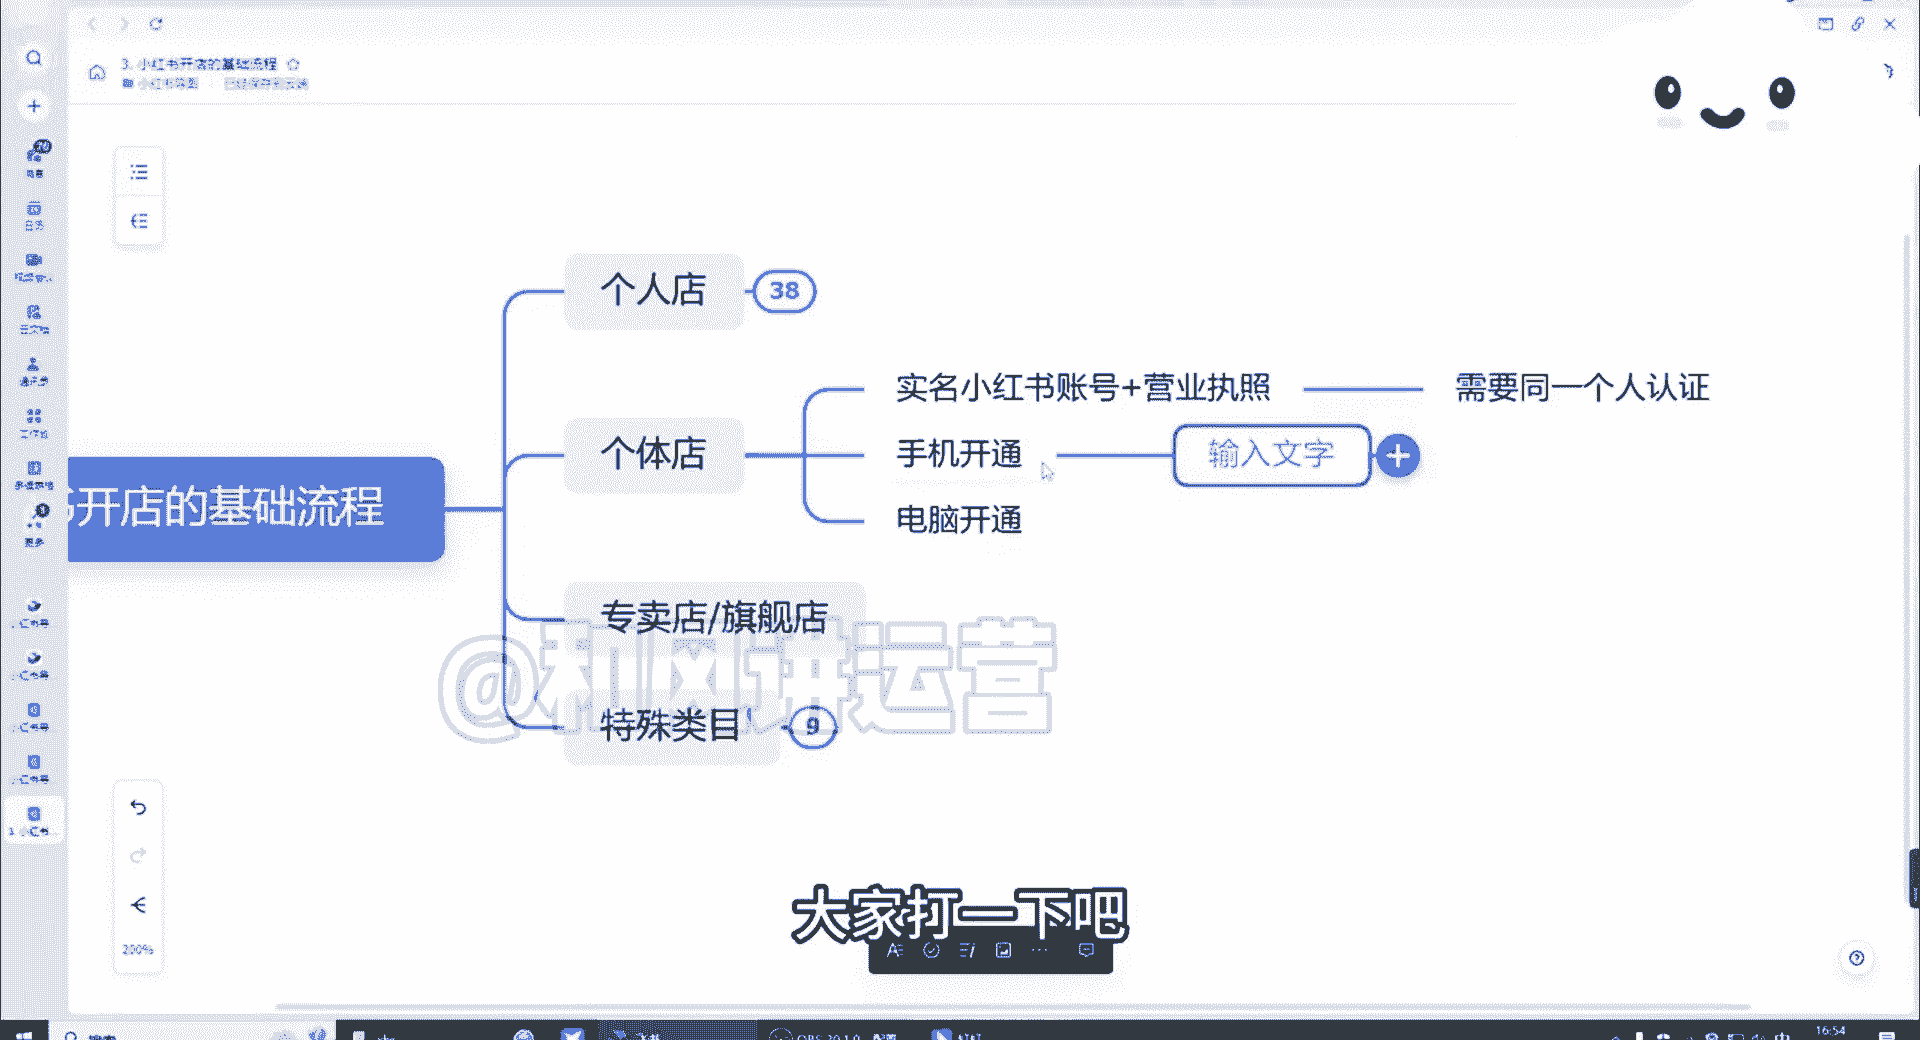 3. 小红书开店的基础流程
个人店
38
实名小红书账号+营业执照
需要同一个人认证
个体店
手机开通
输入文字
电脑开通
开店的基础流程
专卖店/旗舰店
@和风讲运营
特殊类目
9
大家打一下吧
200%
更多
16:54